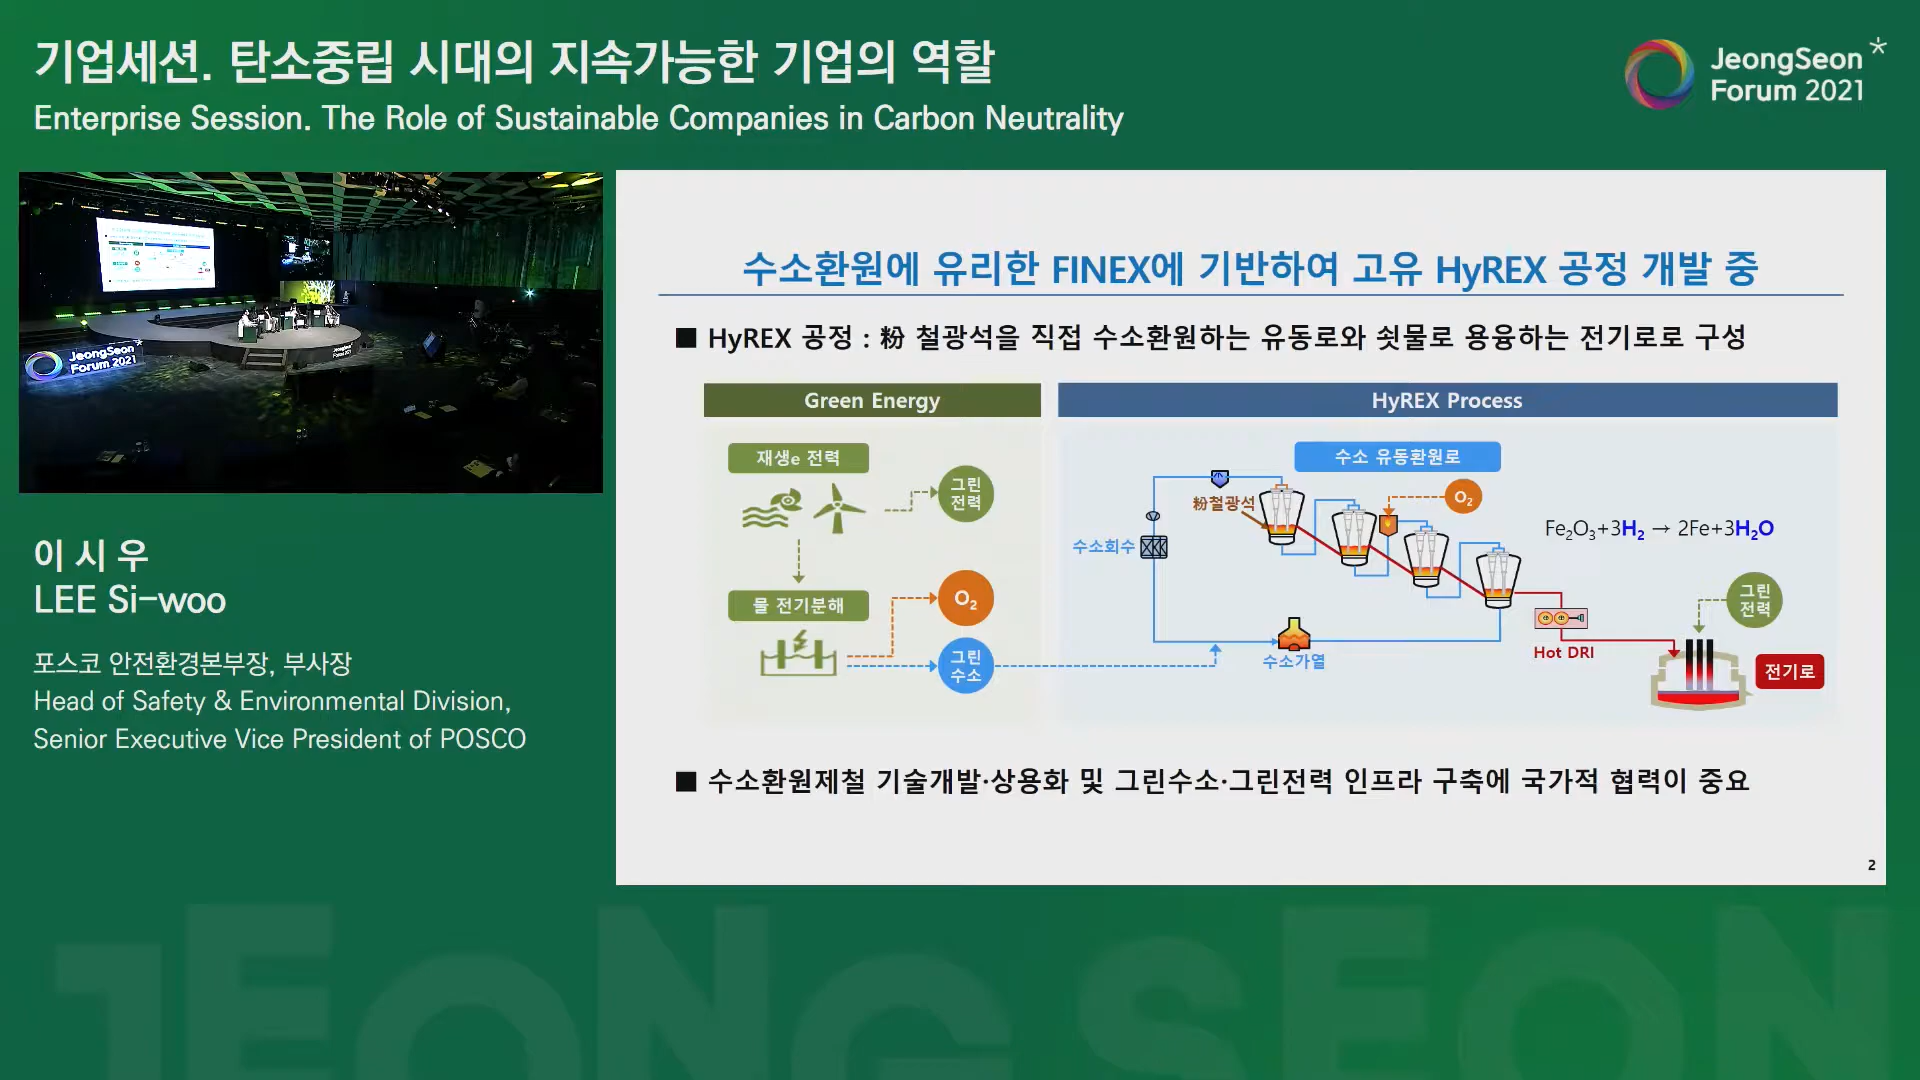 기업세션. 탄소중립 시대의 지속가능한 기업의 역할
Enterprise Session. The Role of Sustainable Companies in Carbon Neutrality
JeongSeon
Forum 2021
JeongSeon
Forum 2021
이 시 우
LEE Si-woo
포스코 안전환경본부장, 부사장
Head of Safety & Environmental Division,
Senior Executive Vice President of POSCO
수소환원에 유리한 FINEX에 기반하여 고유 HyREX 공정 개발 중
■ HyREX 공정 : 粉 철광석을 직접 수소환원하는 유동로와 쇳물로 용융하는 전기로로 구성
Green Energy
재생e 전력
그린
전력
물 전기분해
O₂
그린
수소
HyREX Process
수소 유동환원로
粉철광석
O₂
수소회수
Fe₂O₃+3H₂ → 2Fe+3H₂O
그린
전력
수소가열
Hot DRI
전기로
■ 수소환원제철 기술개발·상용화 및 그린수소·그린전력 인프라 구축에 국가적 협력이 중요
2
JEONGSEON